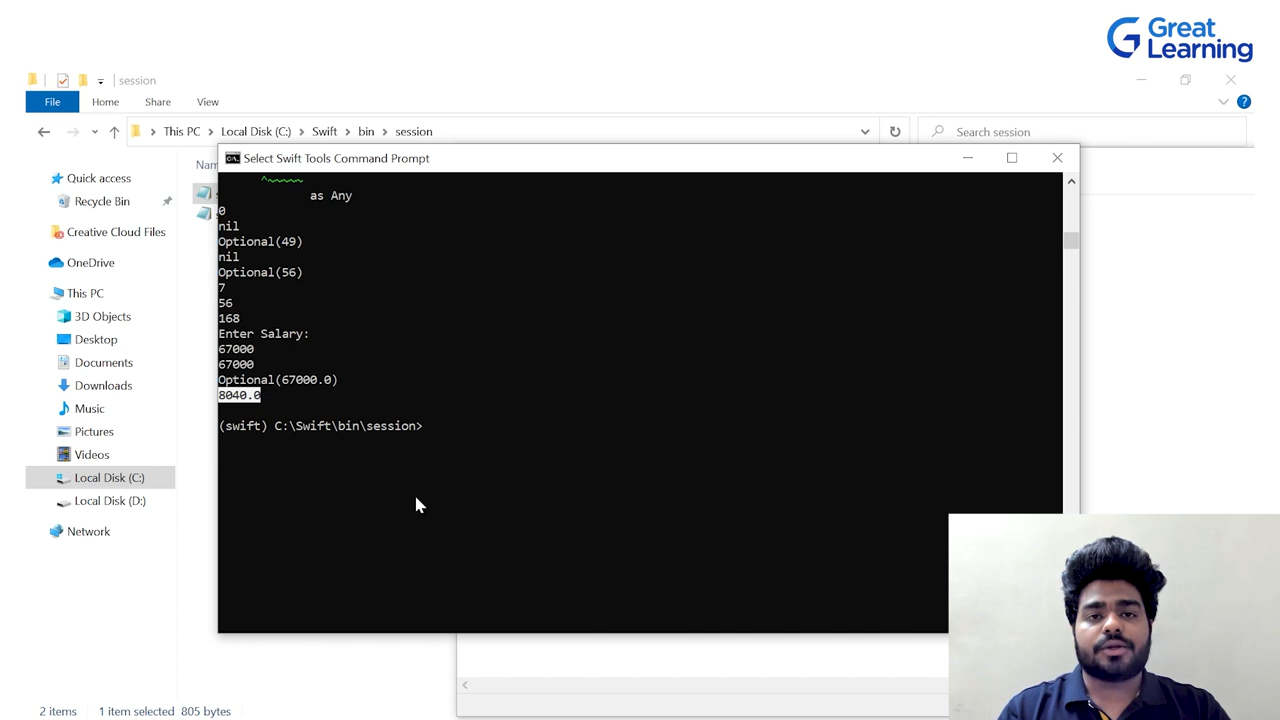 Great
Learning
session
File
Home
Share
View
This PC
Local Disk (C:)
Swift
bin
session
Search session
Quick access
Recycle Bin
Creative Cloud Files
OneDrive
This PC
3D Objects
Desktop
Documents
Downloads
Music
Pictures
Videos
Local Disk (C:)
Local Disk (D:)
Network
Select Swift Tools Command Prompt
^~~~~~
as Any
0
nil
Optional(49)
nil
Optional(56)
7
56
168
Enter Salary:
67000
67000
Optional(67000.0)
8040.0
(swift) C:\Swift\bin\session>
2 items
1 item selected 805 bytes